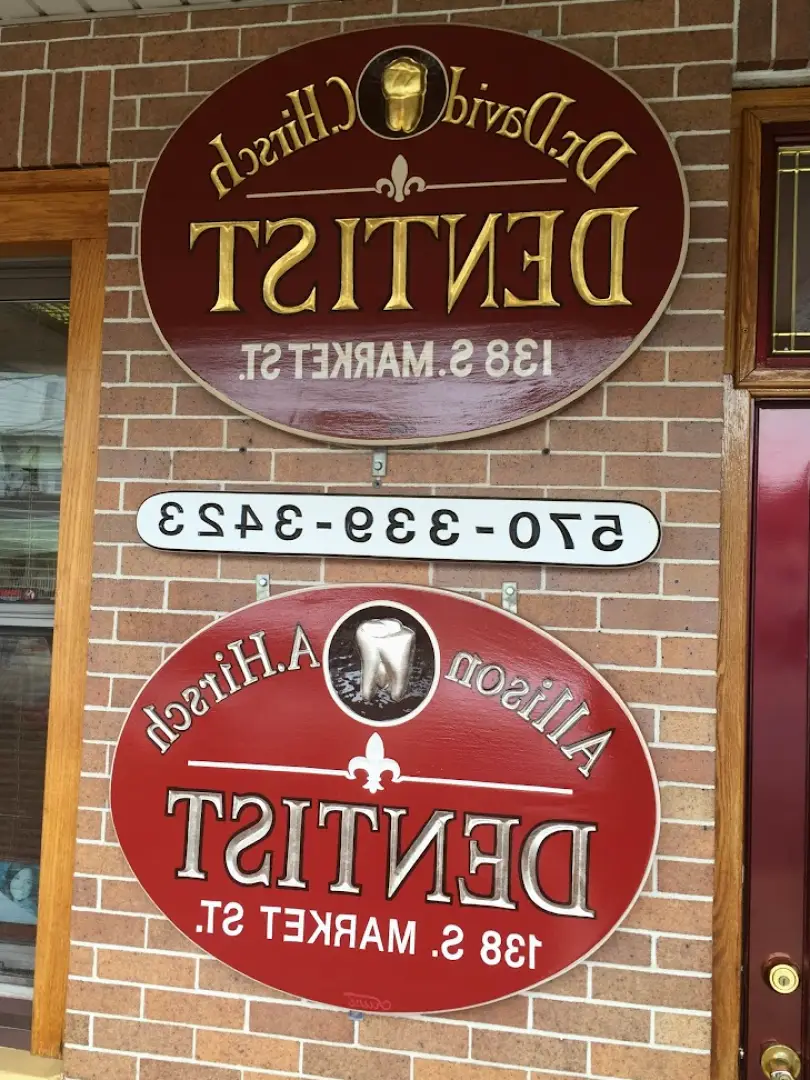 Dr. David C. Hirsch
DENTIST
138 S. MARKET ST.
570-339-3423
Allison A. Hirsch
DENTIST
138 S. MARKET ST.